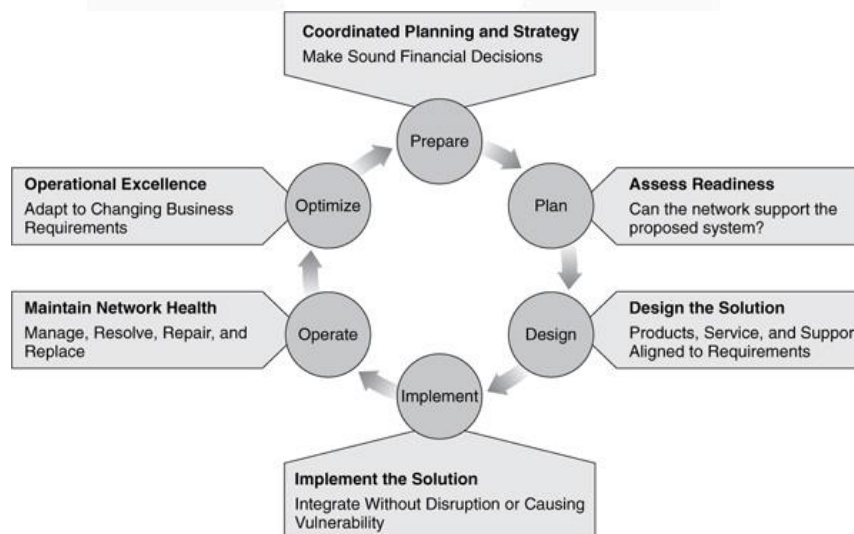 Coordinated Planning and Strategy
Make Sound Financial Decisions
Prepare
Operational Excellence
Adapt to Changing Business
Requirements
Optimize
Plan
Assess Readiness
Can the network support the
proposed system?
Maintain Network Health
Manage, Resolve, Repair, and
Replace
Operate
Design
Design the Solution
Products, Service, and Support
Aligned to Requirements
Implement
Implement the Solution
Integrate Without Disruption or Causing
Vulnerability